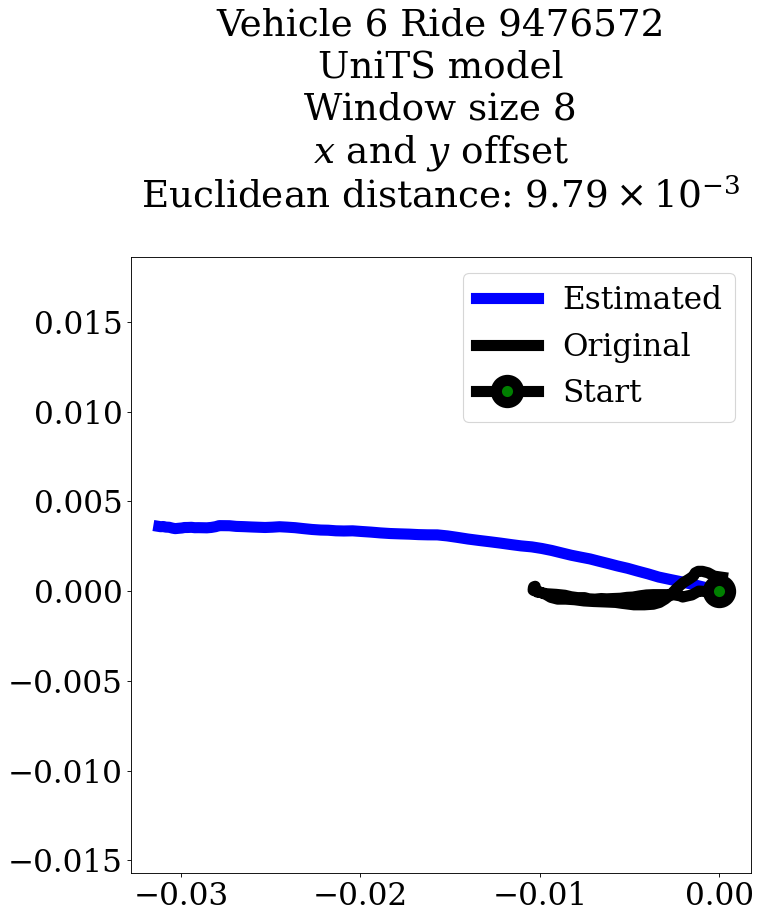 Vehicle 6 Ride 9476572
UniTS model
Window size 8
x and y offset
Euclidean distance: 9.79 × 10⁻³
Estimated
Original
Start
0.015
0.010
0.005
0.000
−0.005
−0.010
−0.015
−0.03 −0.02 −0.01 0.00